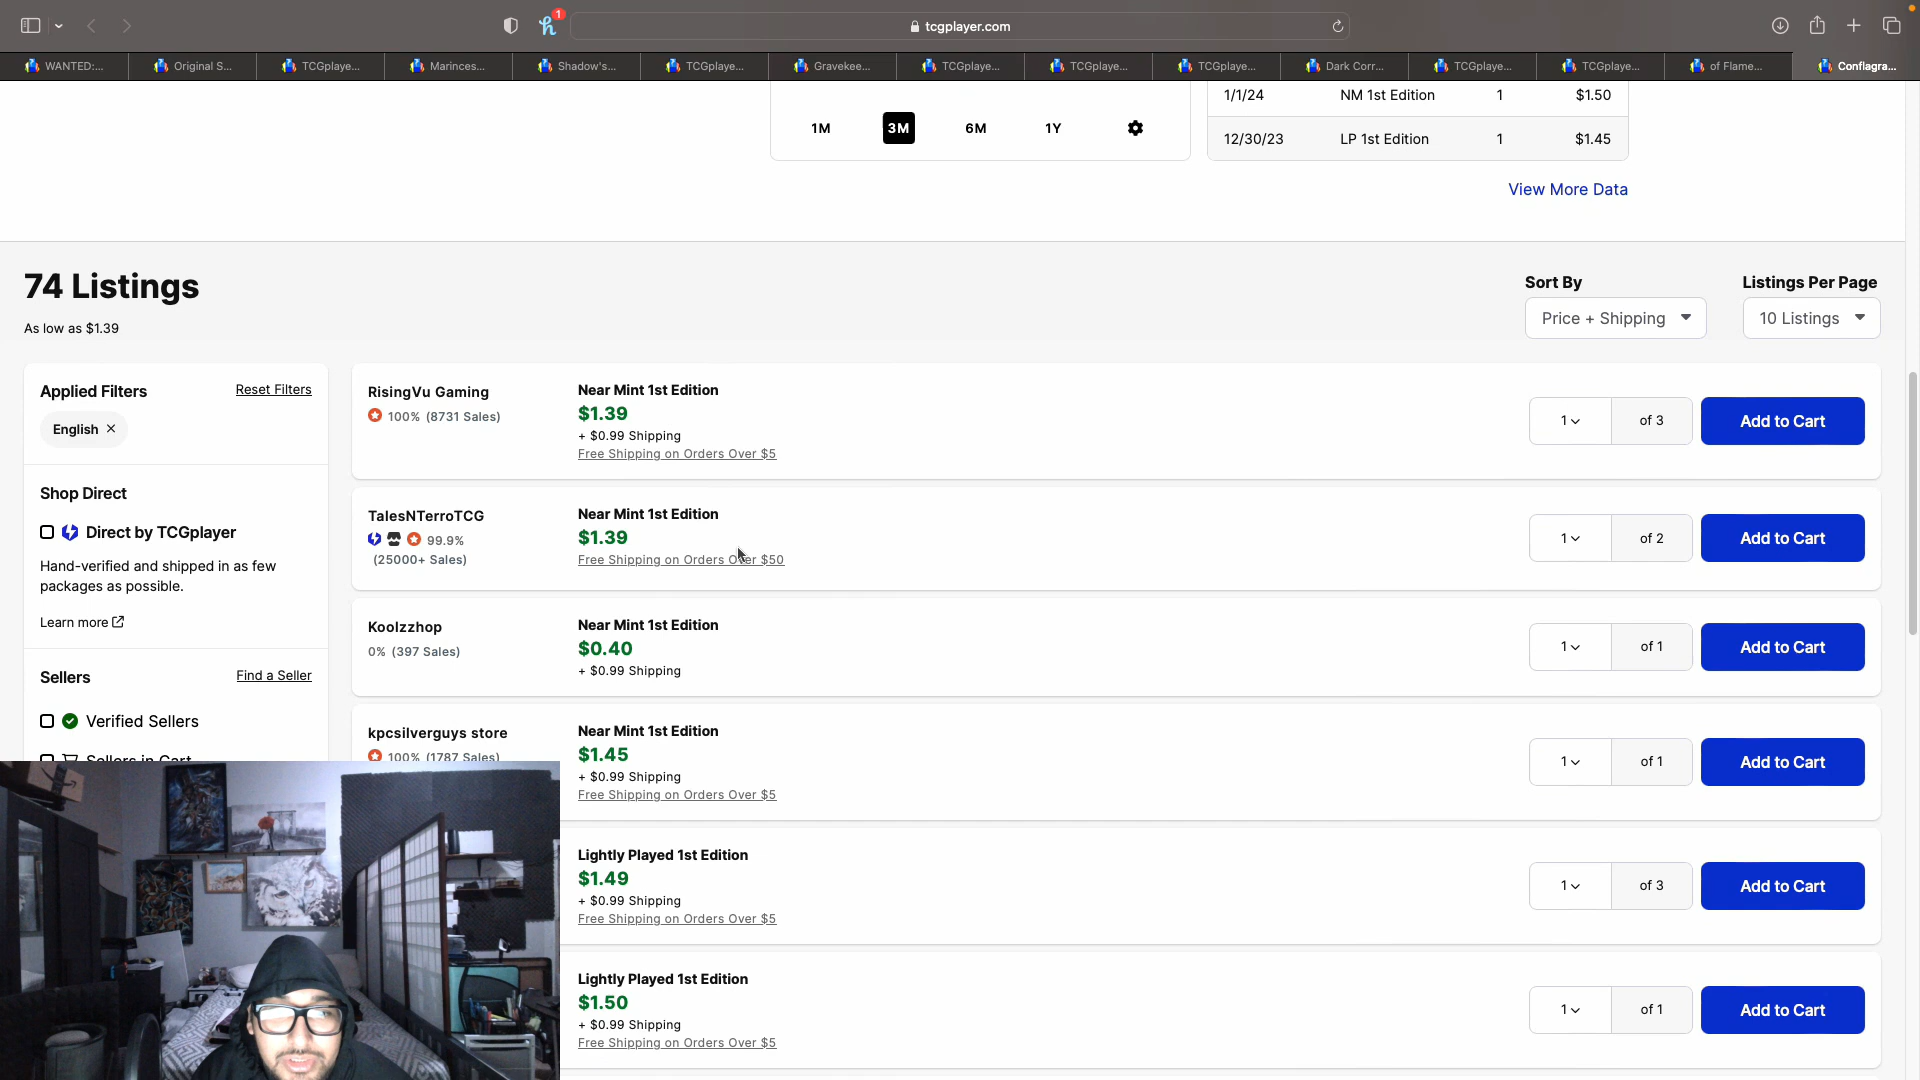 1
tcgplayer.com
WANTED:...
Original S...
TCGplaye...
Marinces...
Shadow's...
TCGplaye...
Gravekee...
TCGplaye...
TCGplaye...
TCGplaye...
Dark Corr...
TCGplaye...
TCGplaye...
of Flame...
Conflagra...
1M 3M 6M 1Y
1/1/24 NM 1st Edition 1 $1.50
12/30/23 LP 1st Edition 1 $1.45
View More Data
74 Listings
As low as $1.39
Sort By
Price + Shipping
Listings Per Page
10 Listings
Applied Filters Reset Filters
English ×
Shop Direct
Direct by TCGplayer
Hand-verified and shipped in as few
packages as possible.
Learn more
Sellers Find a Seller
Verified Sellers
Sellers in Cart
RisingVu Gaming
100% (8731 Sales)
Near Mint 1st Edition
$1.39
+ $0.99 Shipping
Free Shipping on Orders Over $5
1 of 3 Add to Cart
TalesNTerroTCG
99.9%
(25000+ Sales)
Near Mint 1st Edition
$1.39
Free Shipping on Orders Over $50
1 of 2 Add to Cart
Koolzzhop
0% (397 Sales)
Near Mint 1st Edition
$0.40
+ $0.99 Shipping
1 of 1 Add to Cart
kpcsilverguys store
100% (1787 Sales)
Near Mint 1st Edition
$1.45
+ $0.99 Shipping
Free Shipping on Orders Over $5
1 of 1 Add to Cart
Lightly Played 1st Edition
$1.49
+ $0.99 Shipping
Free Shipping on Orders Over $5
1 of 3 Add to Cart
Lightly Played 1st Edition
$1.50
+ $0.99 Shipping
Free Shipping on Orders Over $5
1 of 1 Add to Cart